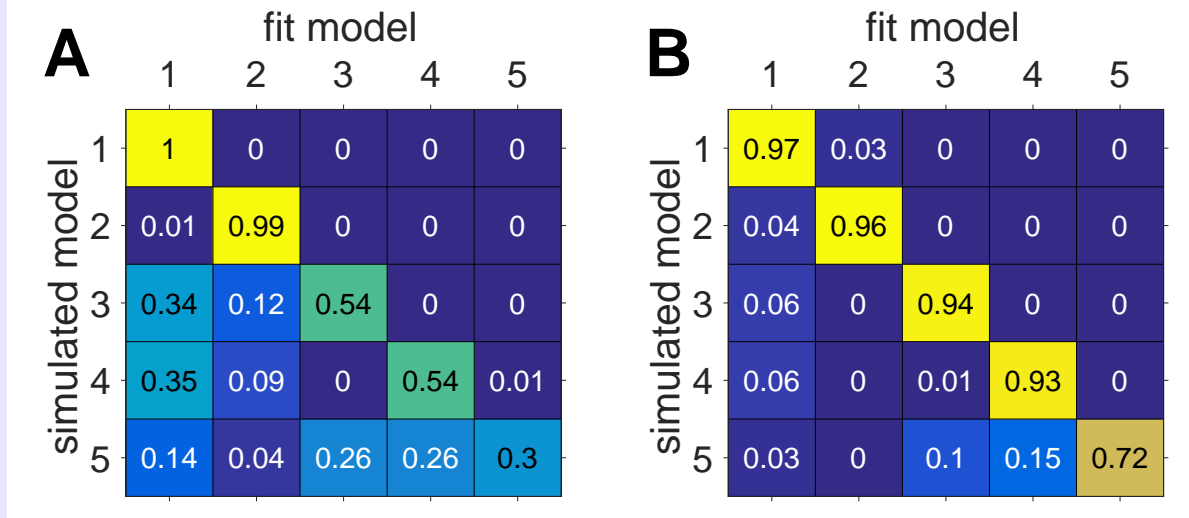 A
fit model
1 2 3 4 5
simulated model
1 1 0 0 0 0
2 0.01 0.99 0 0 0
3 0.34 0.12 0.54 0 0
4 0.35 0.09 0 0.54 0.01
5 0.14 0.04 0.26 0.26 0.3
B
fit model
1 2 3 4 5
simulated model
1 0.97 0.03 0 0 0
2 0.04 0.96 0 0 0
3 0.06 0 0.94 0 0
4 0.06 0 0.01 0.93 0
5 0.03 0 0.1 0.15 0.72